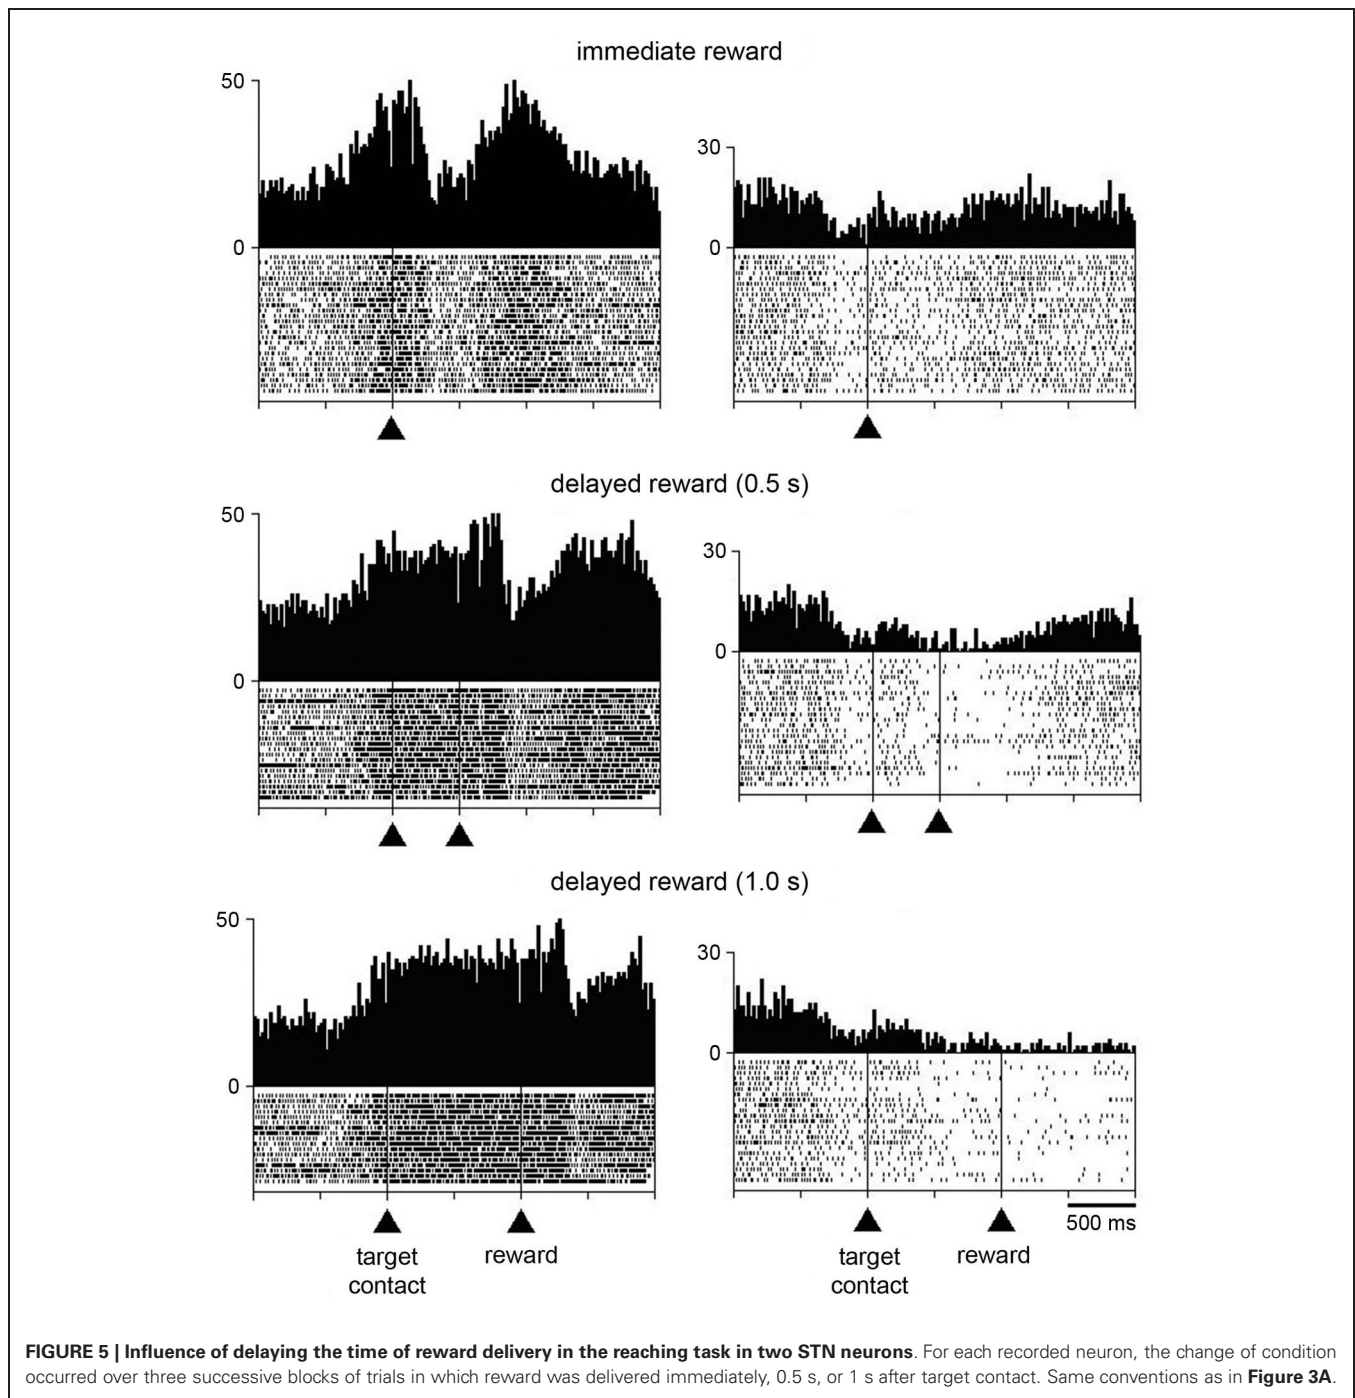 immediate reward
50
0
30
0
delayed reward (0.5 s)
50
0
30
0
delayed reward (1.0 s)
50
0
30
0
500 ms
target
contact
reward
target
contact
reward
FIGURE 5 | Influence of delaying the time of reward delivery in the reaching task in two STN neurons. For each recorded neuron, the change of condition
occurred over three successive blocks of trials in which reward was delivered immediately, 0.5 s, or 1 s after target contact. Same conventions as in Figure 3A.